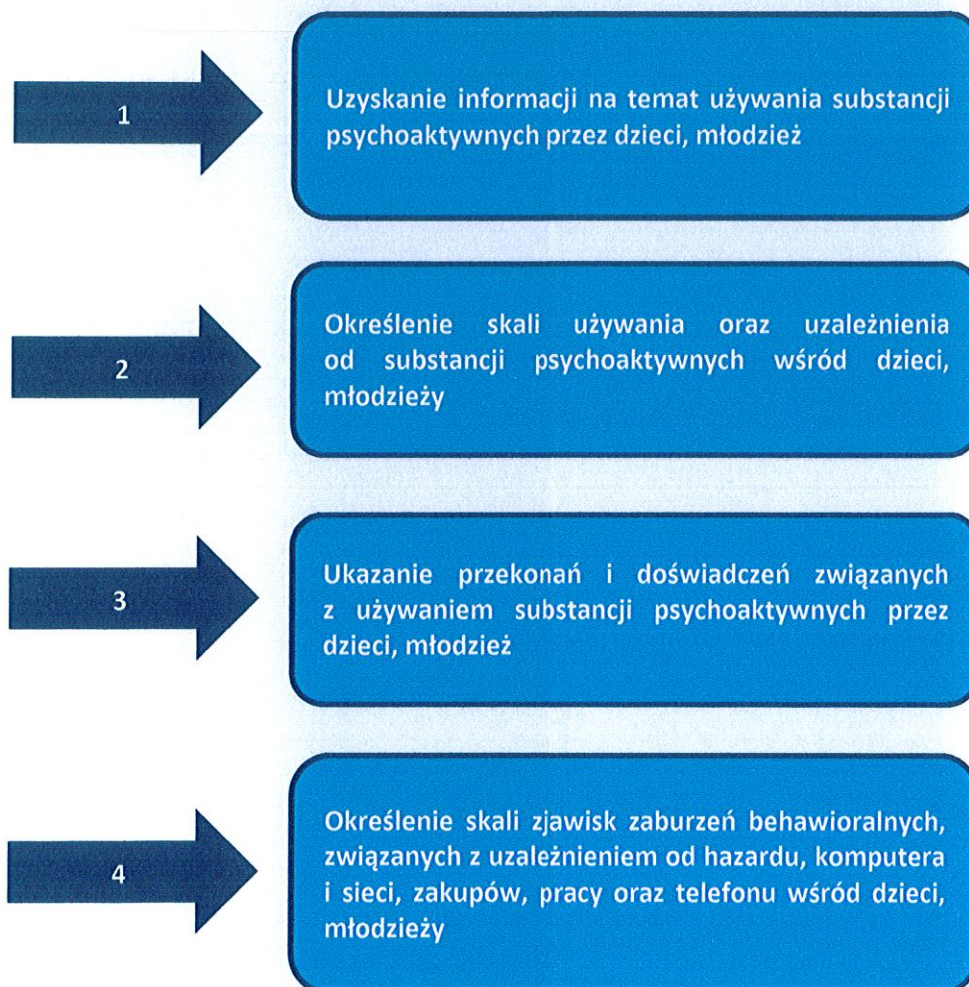 1
Uzyskanie informacji na temat używania substancji
psychoaktywnych przez dzieci, młodzież
2
Określenie skali używania oraz uzależnienia
od substancji psychoaktywnych wśród dzieci,
młodzieży
3
Ukazanie przekonań i doświadczeń związanych
z używaniem substancji psychoaktywnych przez
dzieci, młodzież
4
Określenie skali zjawisk zaburzeń behawioralnych,
związanych z uzależnieniem od hazardu, komputera
i sieci, zakupów, pracy oraz telefonu wśród dzieci,
młodzieży